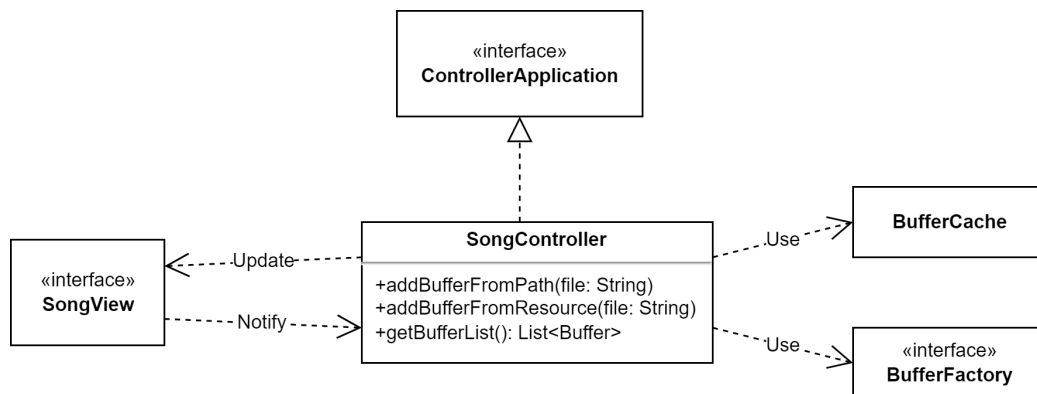 «interface»
ControllerApplication
«interface»
SongView
Update
Notify
SongController
+addBufferFromPath(file: String)
+addBufferFromResource(file: String)
+getBufferList(): List<Buffer>
Use
Use
BufferCache
«interface»
BufferFactory